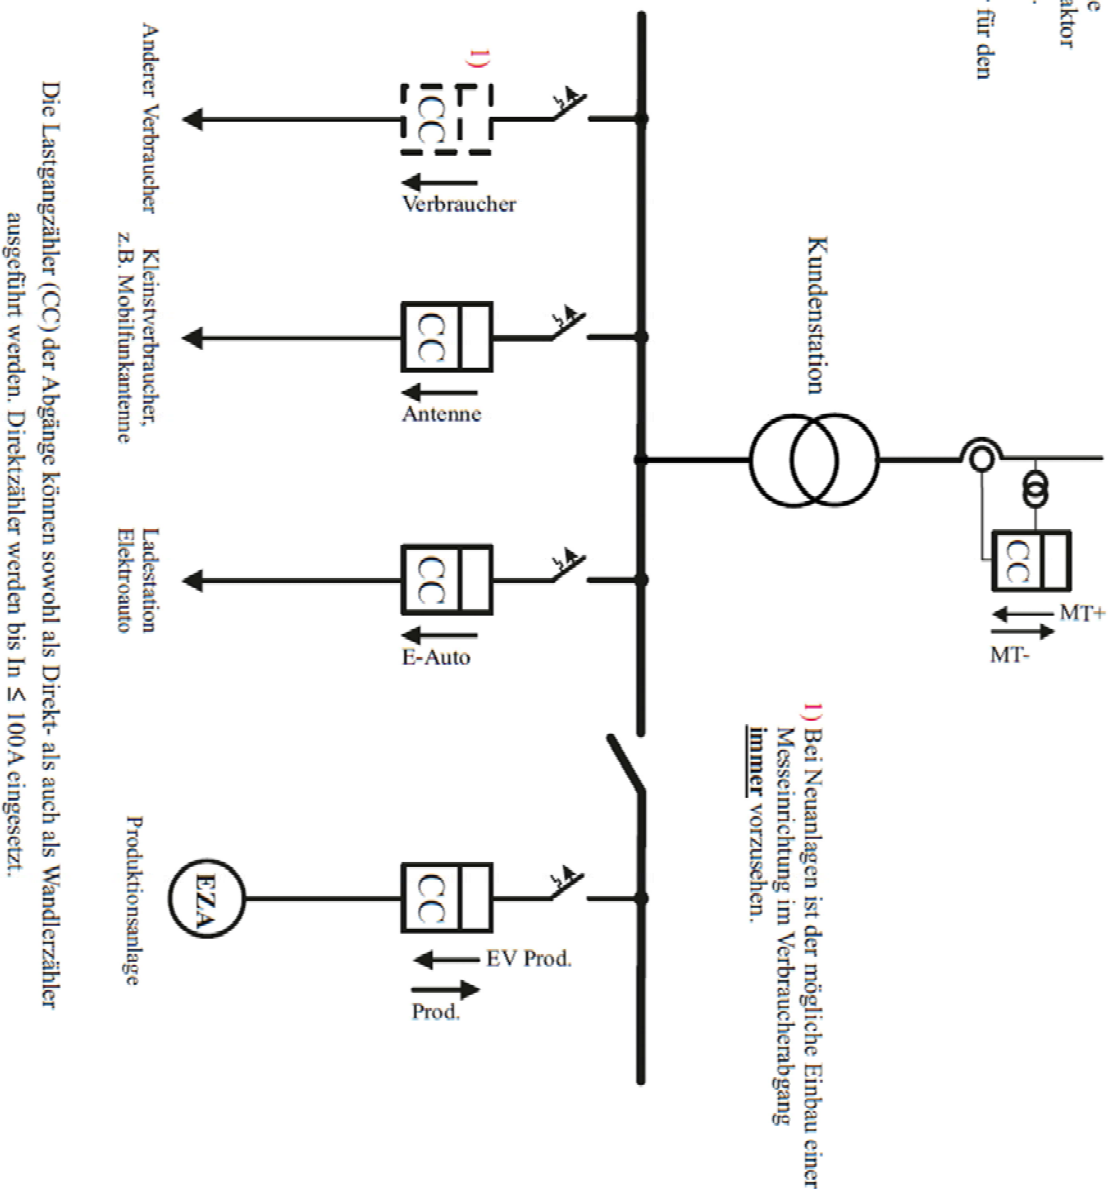 e
aktor
für den
MT+
CC
MT-
Kundenstation
1) Bei Neuanlagen ist der mögliche Einbau einer
Messeinrichtung im Verbraucherabgang
immer vorzusehen.
1)
CC
Verbraucher
CC
Antenne
CC
E-Auto
CC
EV Prod.
Prod.
EZA
Anderer Verbraucher
Kleinstverbraucher,
z.B. Mobilfunkantenne
Ladestation
Elektroauto
Produktionsanlage
Die Lastgangzähler (CC) der Abgänge können sowohl als Direkt- als auch als Wandlerzähler
ausgeführt werden. Direktzähler werden bis In ≤ 100A eingesetzt.